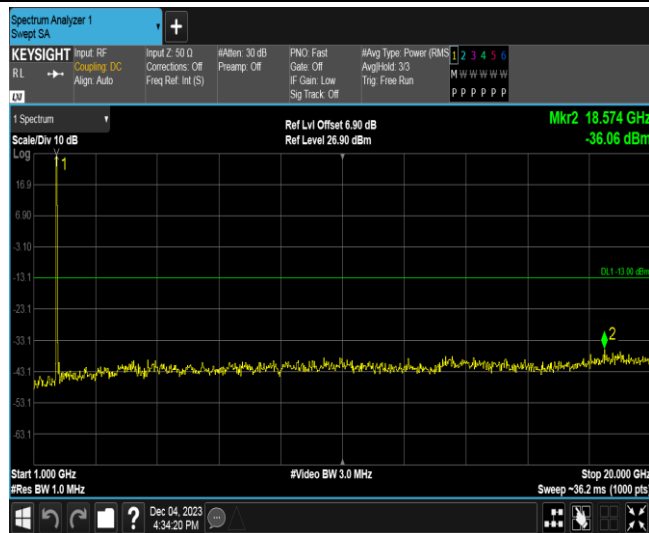 Spectrum Analyzer 1
Swept SA
+
KEYSIGHT
RL
Input: RF
Coupling: DC
Align: Auto
Input Z: 50 Ω
Corrections: Off
Freq Ref: Int (S)
#Atten: 30 dB
Preamp: Off
PNO: Fast
Gate: Off
IF Gain: Low
Sig Track: Off
#Avg Type: Power (RMS
Avg|Hold: 3/3
Trig: Free Run
1 2 3 4 5 6
M W W W W W
P P P P P P
LXI
1 Spectrum
Scale/Div 10 dB
Log
Ref Lvl Offset 6.90 dB
Ref Level 26.90 dBm
Mkr2 18.574 GHz
-36.06 dBm
1
16.9
6.90
-3.10
-13.1
DL1 -13.00 dBm
-23.1
-33.1
2
-43.1
-53.1
-63.1
Start 1.000 GHz
#Res BW 1.0 MHz
#Video BW 3.0 MHz
Stop 20.000 GHz
Sweep ~36.2 ms (1000 pts)
?
Dec 04, 2023
4:34:20 PM